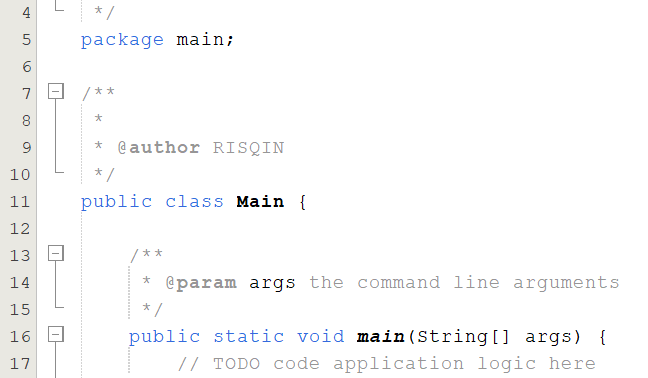 4 */
5 package main;
6
7 /**
8 *
9 * @author RISQIN
10 */
11 public class Main {
12
13 /**
14 * @param args the command line arguments
15 */
16 public static void main(String[] args) {
17 // TODO code application logic here